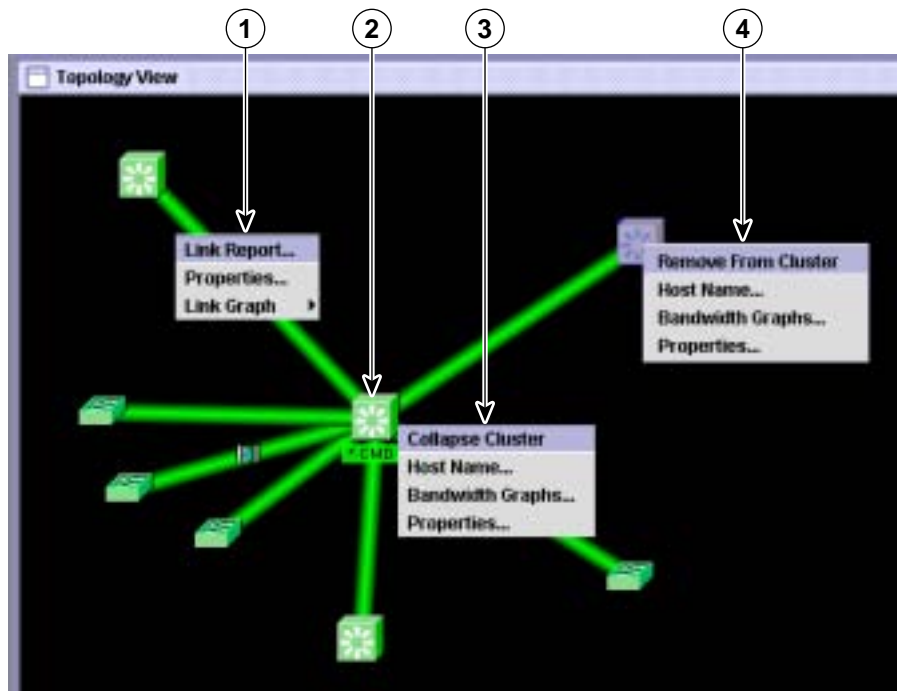 1 2 3 4
Topology View
Link Report...
Properties...
Link Graph
Remove From Cluster
Host Name...
Bandwidth Graphs...
Properties...
*CMD
Collapse Cluster
Host Name...
Bandwidth Graphs...
Properties...